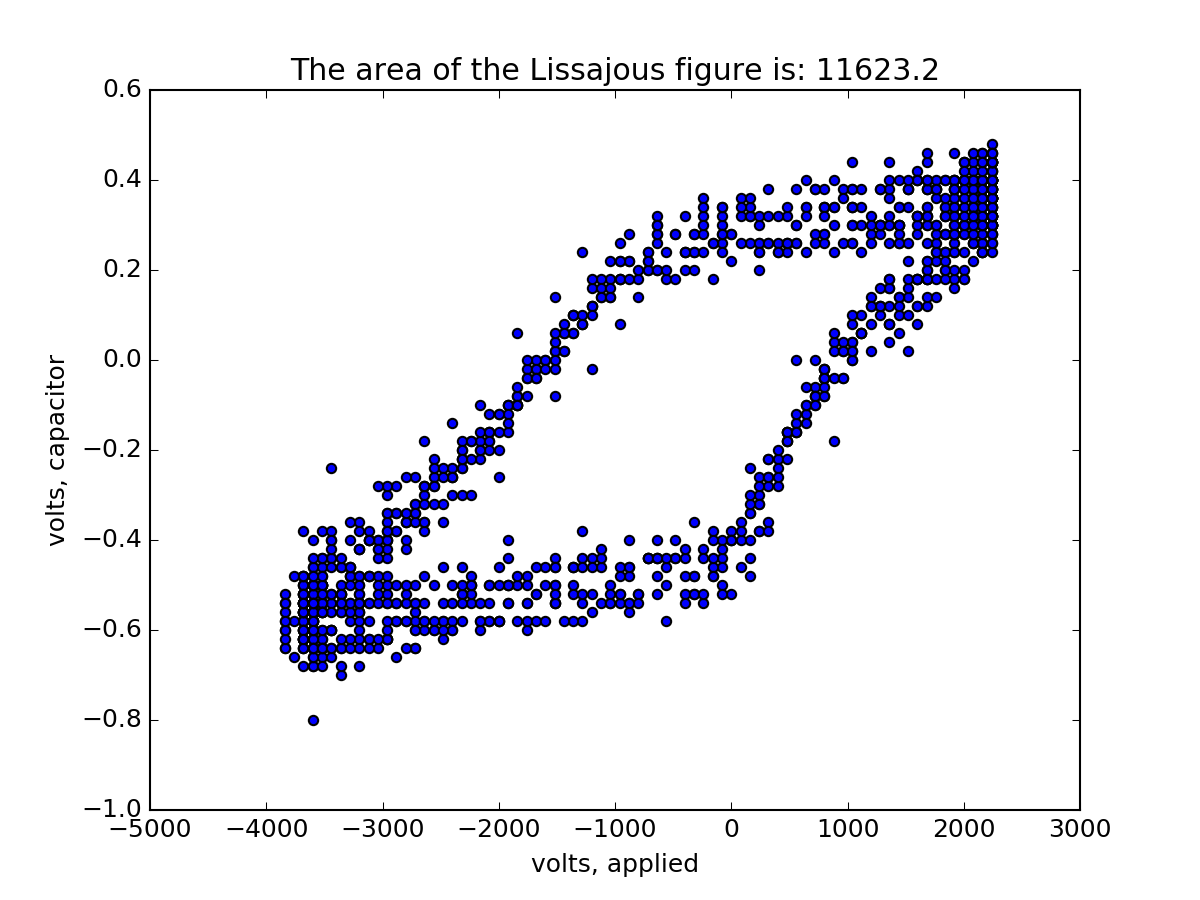 The area of the Lissajous figure is: 11623.2
0.6
0.4
0.2
0.0
−0.2
−0.4
−0.6
−0.8
−1.0
volts, capacitor
−5000 −4000 −3000 −2000 −1000 0 1000 2000 3000
volts, applied